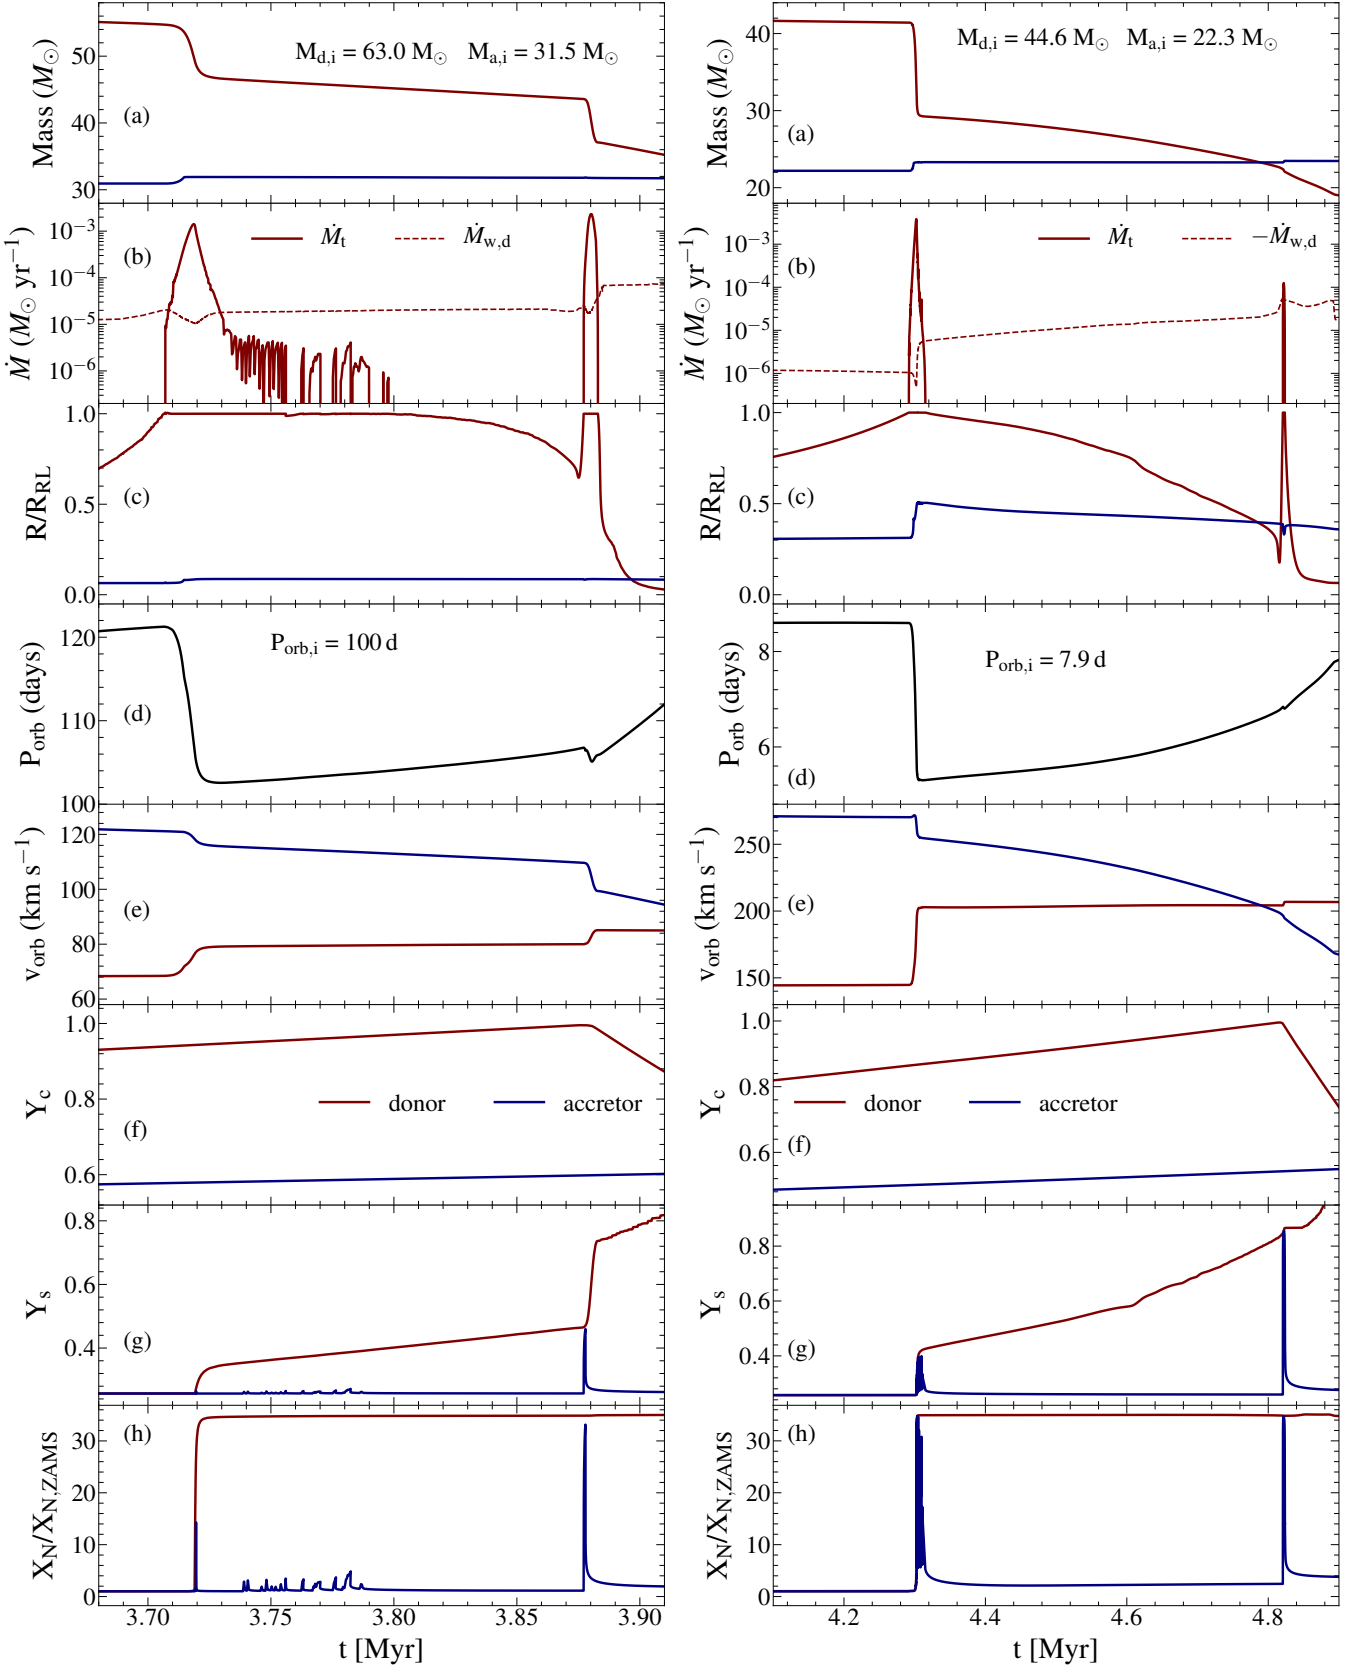 M_d,i = 63.0 M_⊙ M_a,i = 31.5 M_⊙
Mass (M_⊙)
50
40
30
(a)
Ṁ_t Ṁ_w,d
Ṁ (M_⊙ yr^−1)
10^−3
10^−4
10^−5
10^−6
(b)
R/R_RL
1.0
0.5
0.0
(c)
P_orb,i = 100 d
P_orb (days)
120
110
100
(d)
v_orb (km s^−1)
120
100
80
60
(e)
Y_c
1.0
0.8
0.6
donor accretor
(f)
Y_s
0.8
0.6
0.4
(g)
X_N/X_N,ZAMS
30
20
10
0
(h)
3.70 3.75 3.80 3.85 3.90
t [Myr]
M_d,i = 44.6 M_⊙ M_a,i = 22.3 M_⊙
Mass (M_⊙)
40
30
20
(a)
Ṁ_t −Ṁ_w,d
Ṁ (M_⊙ yr^−1)
10^−3
10^−4
10^−5
10^−6
(b)
R/R_RL
1.0
0.5
0.0
(c)
P_orb,i = 7.9 d
P_orb (days)
8
6
(d)
v_orb (km s^−1)
250
200
150
(e)
Y_c
1.0
0.8
0.6
donor accretor
(f)
Y_s
0.8
0.6
0.4
(g)
X_N/X_N,ZAMS
30
20
10
0
(h)
4.2 4.4 4.6 4.8
t [Myr]